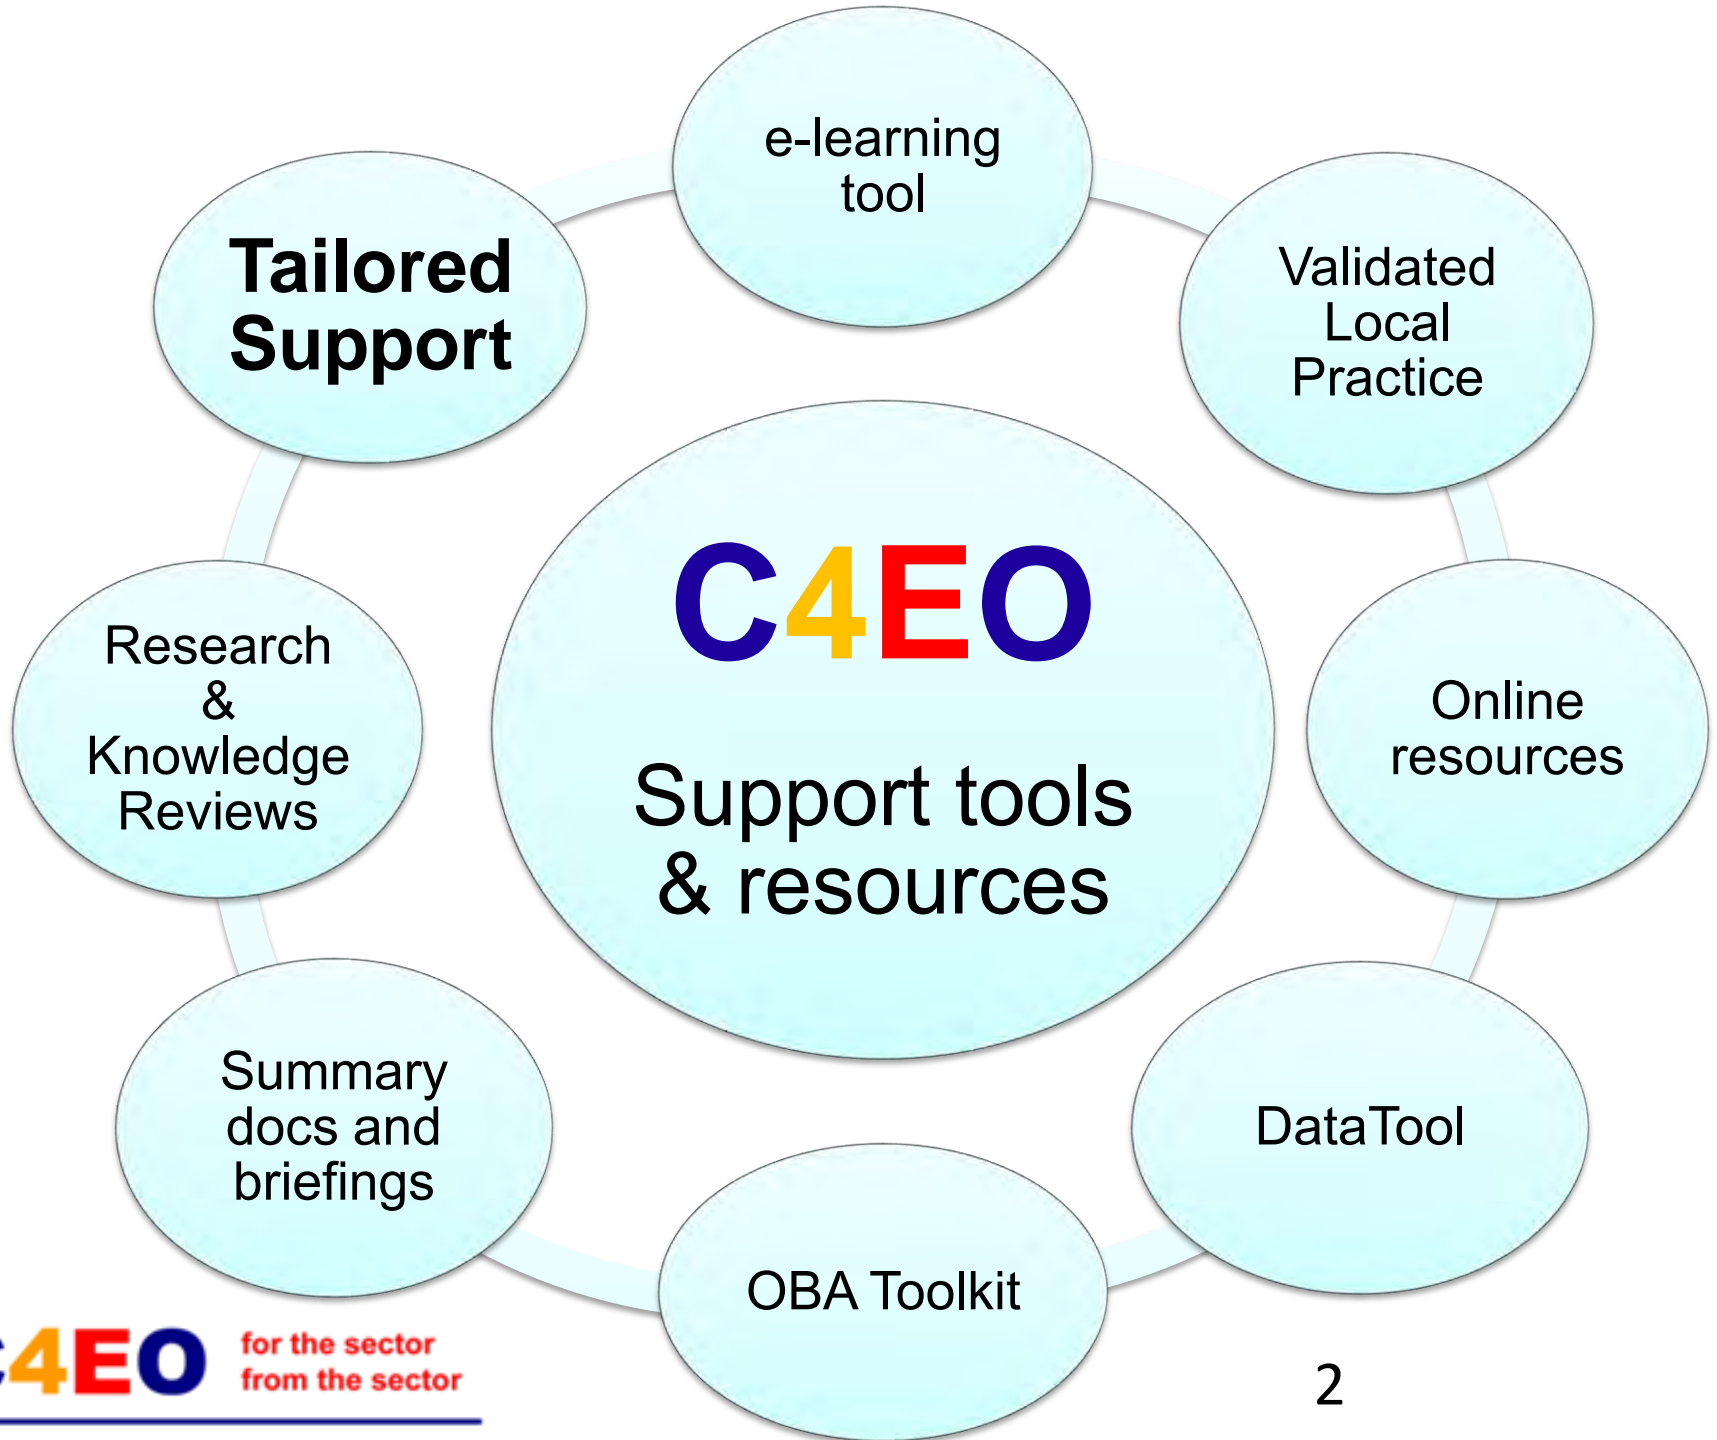 e-learning
tool
Tailored
Support
Validated
Local
Practice
C4EO
Support tools
& resources
Research
&
Knowledge
Reviews
Online
resources
Summary
docs and
briefings
DataTool
OBA Toolkit
C4EO
for the sector
from the sector
2